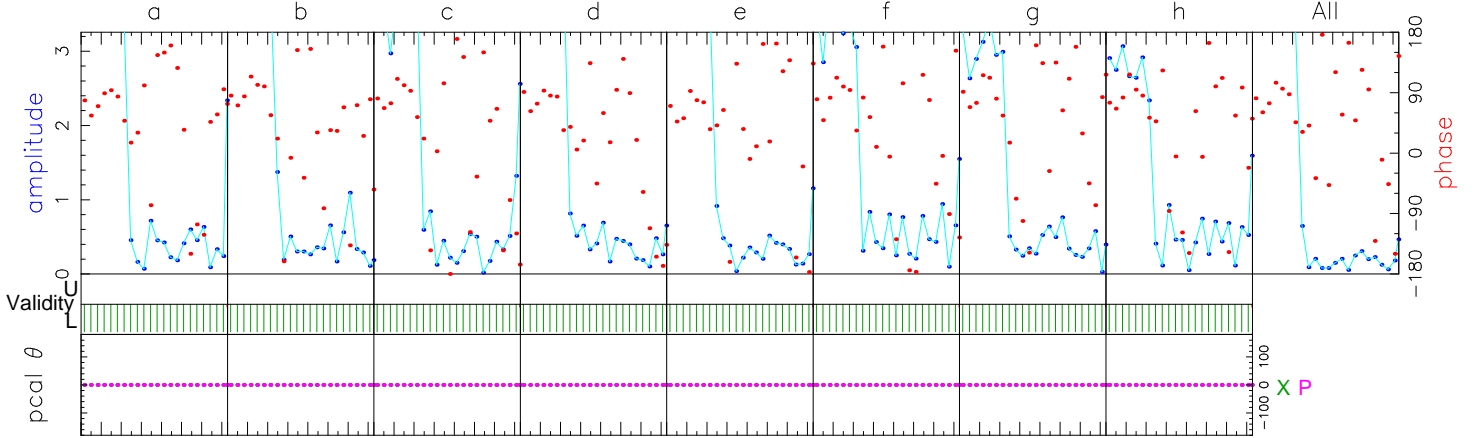 a b c d e f g h All
3 180
2 90
amplitude 0 phase
1 -90
0 -180
U
Validity
L
pcal θ 100
0 X P
-100